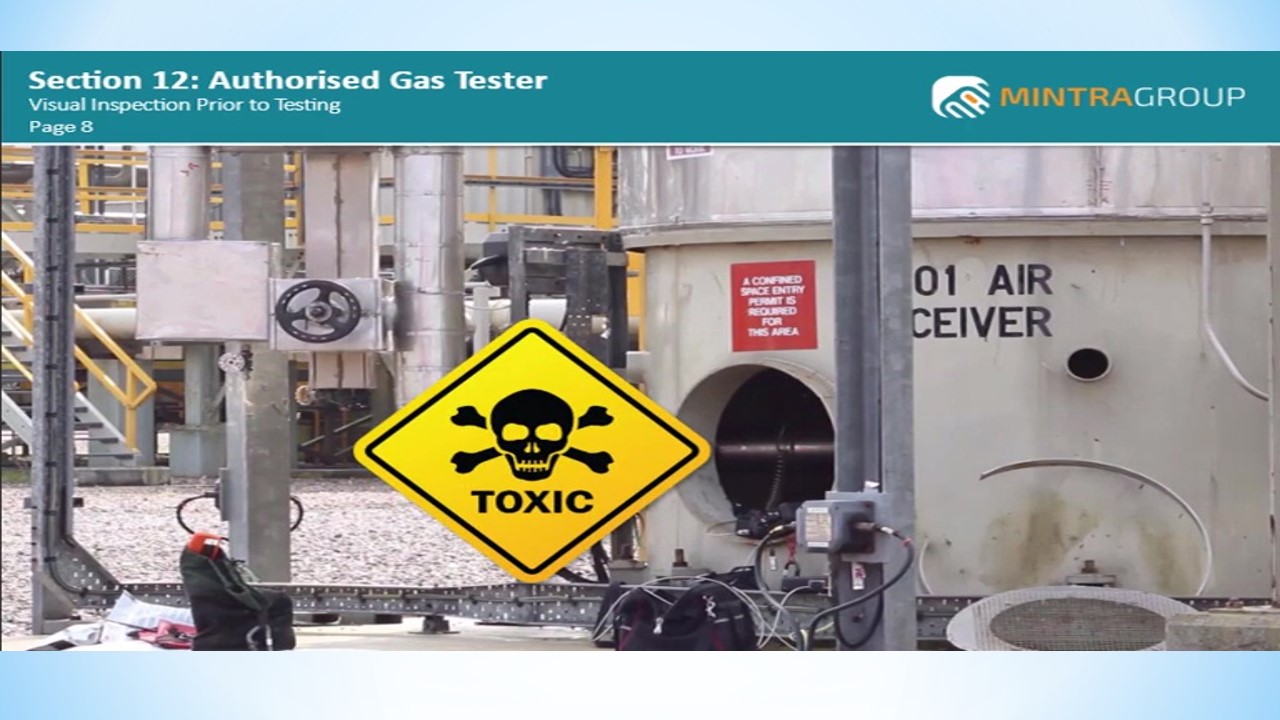 Section 12: Authorised Gas Tester
Visual Inspection Prior to Testing
Page 8
MINTRAGROUP
A CONFINED
SPACE ENTRY
PERMIT IS
REQUIRED
FOR
THIS AREA
01 AIR
CEIVER
TOXIC